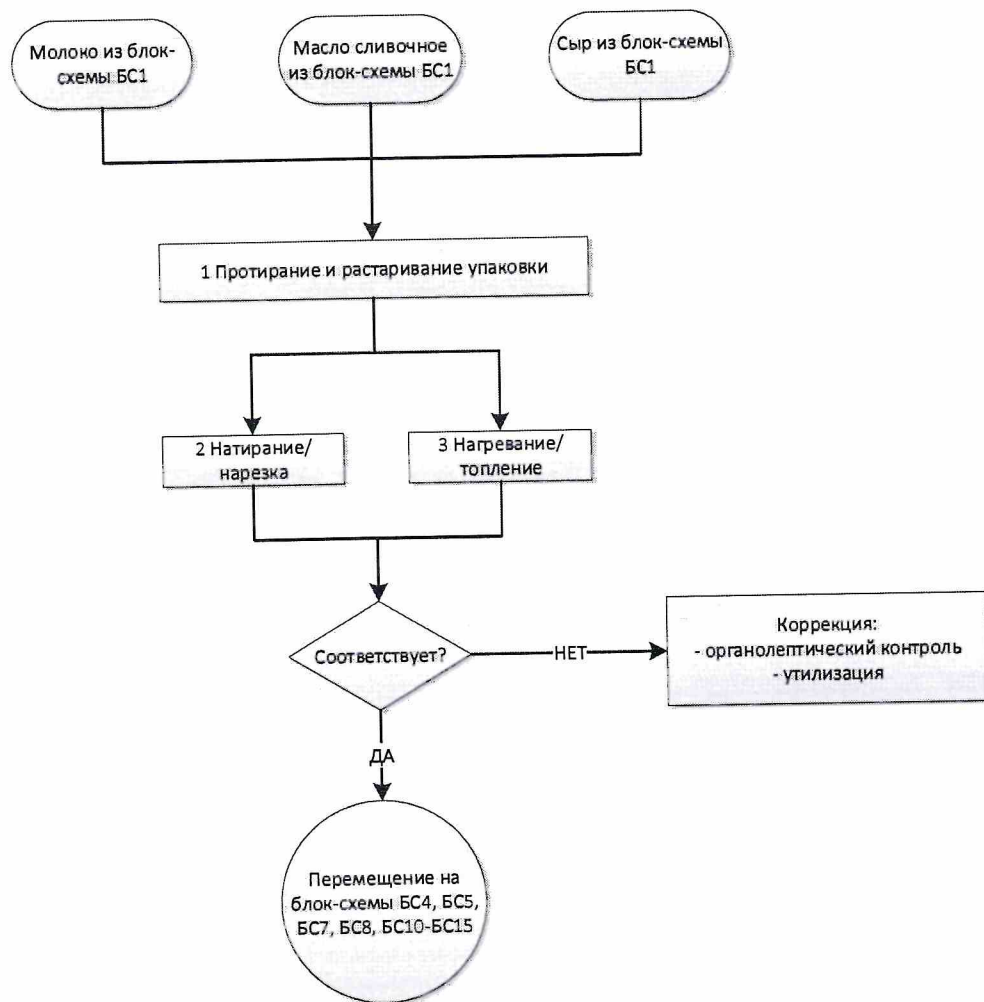 Молоко из блок-
схемы БС1
Масло сливочное
из блок-схемы БС1
Сыр из блок-схемы
БС1
1 Протирание и растаривание упаковки
2 Натирание/
нарезка
3 Нагревание/
топление
Соответствует?
НЕТ
Коррекция:
- органолептический контроль
- утилизация
ДА
Перемещение на
блок-схемы БС4, БС5,
БС7, БС8, БС10-БС15